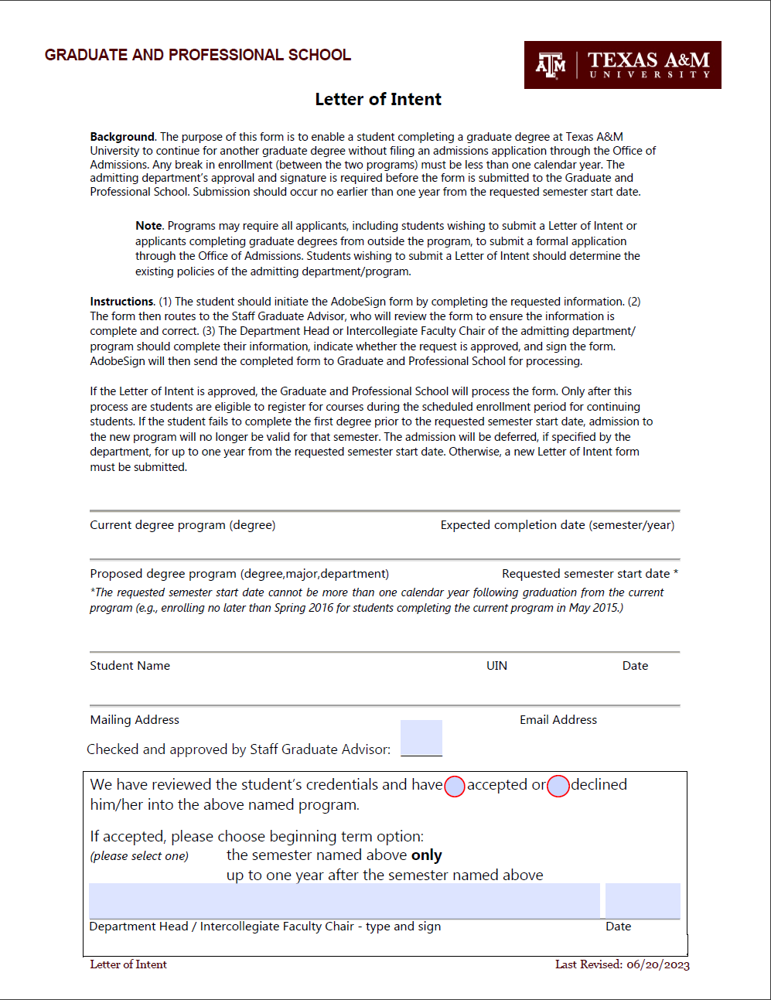 GRADUATE AND PROFESSIONAL SCHOOL
ATM TEXAS A&M
UNIVERSITY
Letter of Intent
Background. The purpose of this form is to enable a student completing a graduate degree at Texas A&M
University to continue for another graduate degree without filing an admissions application through the Office of
Admissions. Any break in enrollment (between the two programs) must be less than one calendar year. The
admitting department's approval and signature is required before the form is submitted to the Graduate and
Professional School. Submission should occur no earlier than one year from the requested semester start date.
Note. Programs may require all applicants, including students wishing to submit a Letter of Intent or
applicants completing graduate degrees from outside the program, to submit a formal application
through the Office of Admissions. Students wishing to submit a Letter of Intent should determine the
existing policies of the admitting department/program.
Instructions. (1) The student should initiate the AdobeSign form by completing the requested information. (2)
The form then routes to the Staff Graduate Advisor, who will review the form to ensure the information is
complete and correct. (3) The Department Head or Intercollegiate Faculty Chair of the admitting department/
program should complete their information, indicate whether the request is approved, and sign the form.
AdobeSign will then send the completed form to Graduate and Professional School for processing.
If the Letter of Intent is approved, the Graduate and Professional School will process the form. Only after this
process are students are eligible to register for courses during the scheduled enrollment period for continuing
students. If the student fails to complete the first degree prior to the requested semester start date, admission to
the new program will no longer be valid for that semester. The admission will be deferred, if specified by the
department, for up to one year from the requested semester start date. Otherwise, a new Letter of Intent form
must be submitted.
Current degree program (degree) Expected completion date (semester/year)
Proposed degree program (degree,major,department) Requested semester start date *
*The requested semester start date cannot be more than one calendar year following graduation from the current
program (e.g., enrolling no later than Spring 2016 for students completing the current program in May 2015.)
Student Name UIN Date
Mailing Address Email Address
Checked and approved by Staff Graduate Advisor:
We have reviewed the student's credentials and have accepted or declined
him/her into the above named program.
If accepted, please choose beginning term option:
(please select one) the semester named above only
up to one year after the semester named above
Department Head / Intercollegiate Faculty Chair - type and sign Date
Letter of Intent Last Revised: 06/20/2023